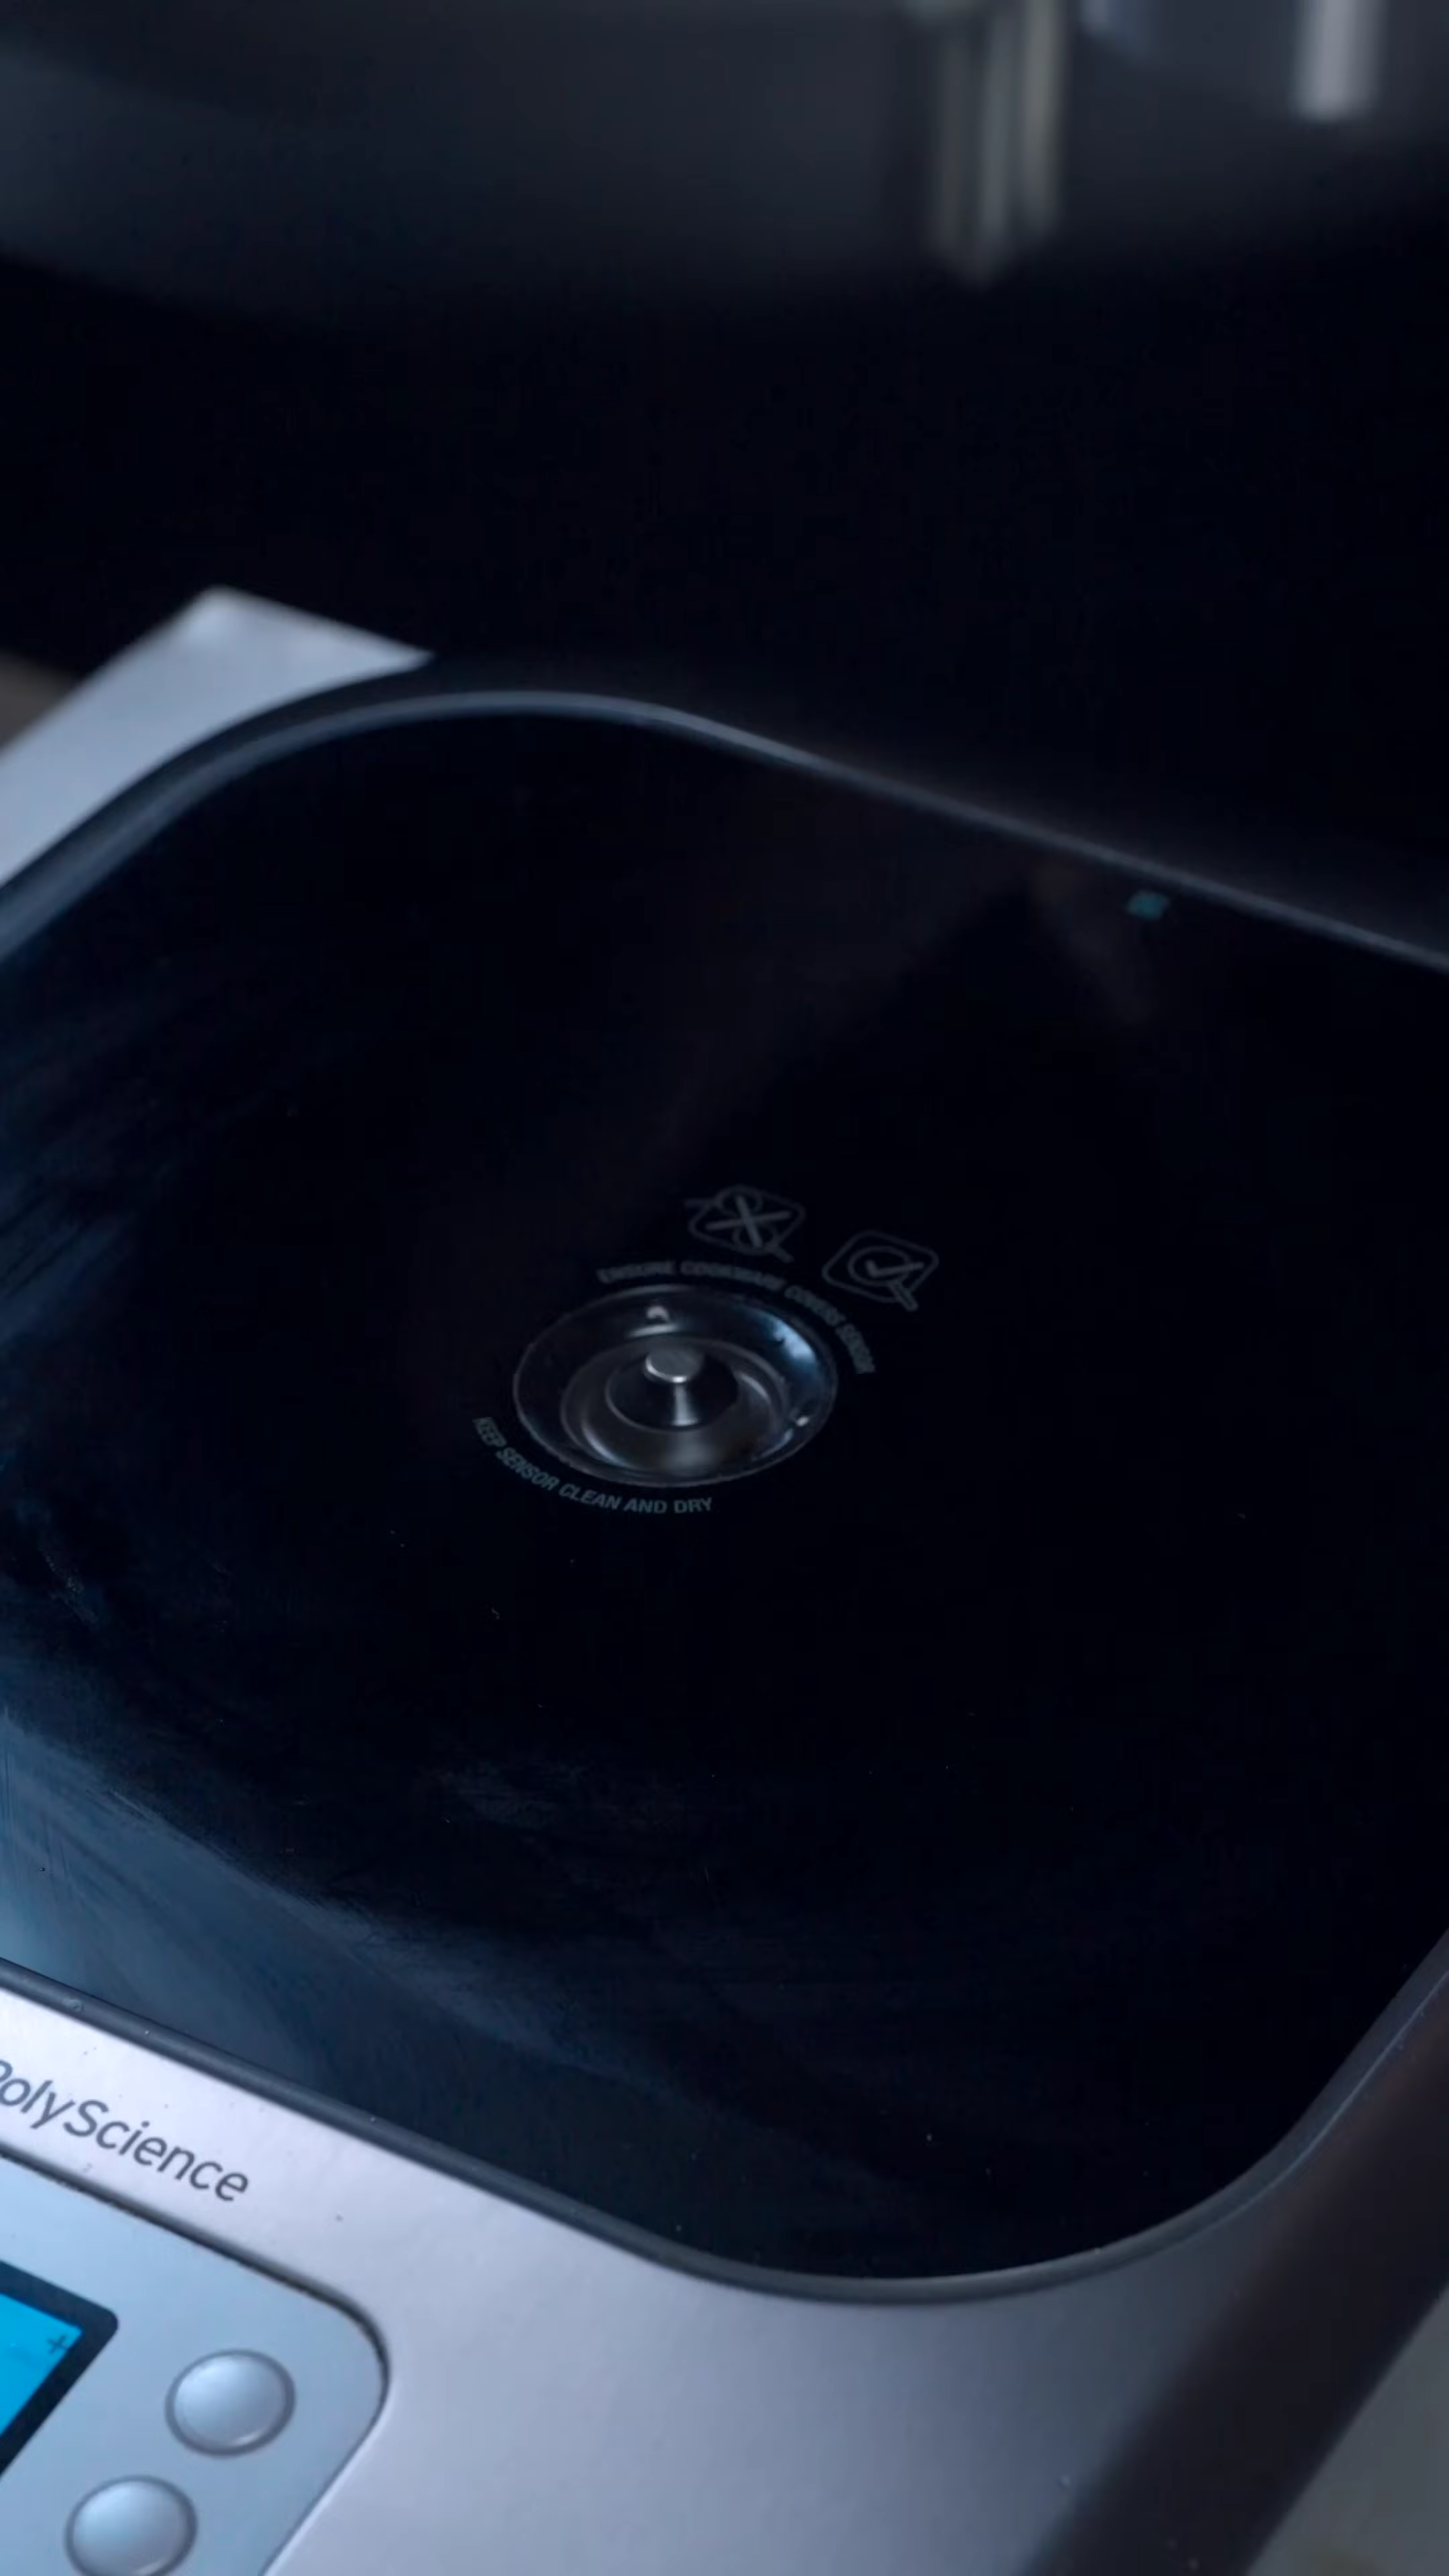 ENSURE COOKWARE COVERS SENSOR
KEEP SENSOR CLEAN AND DRY
PolyScience
+